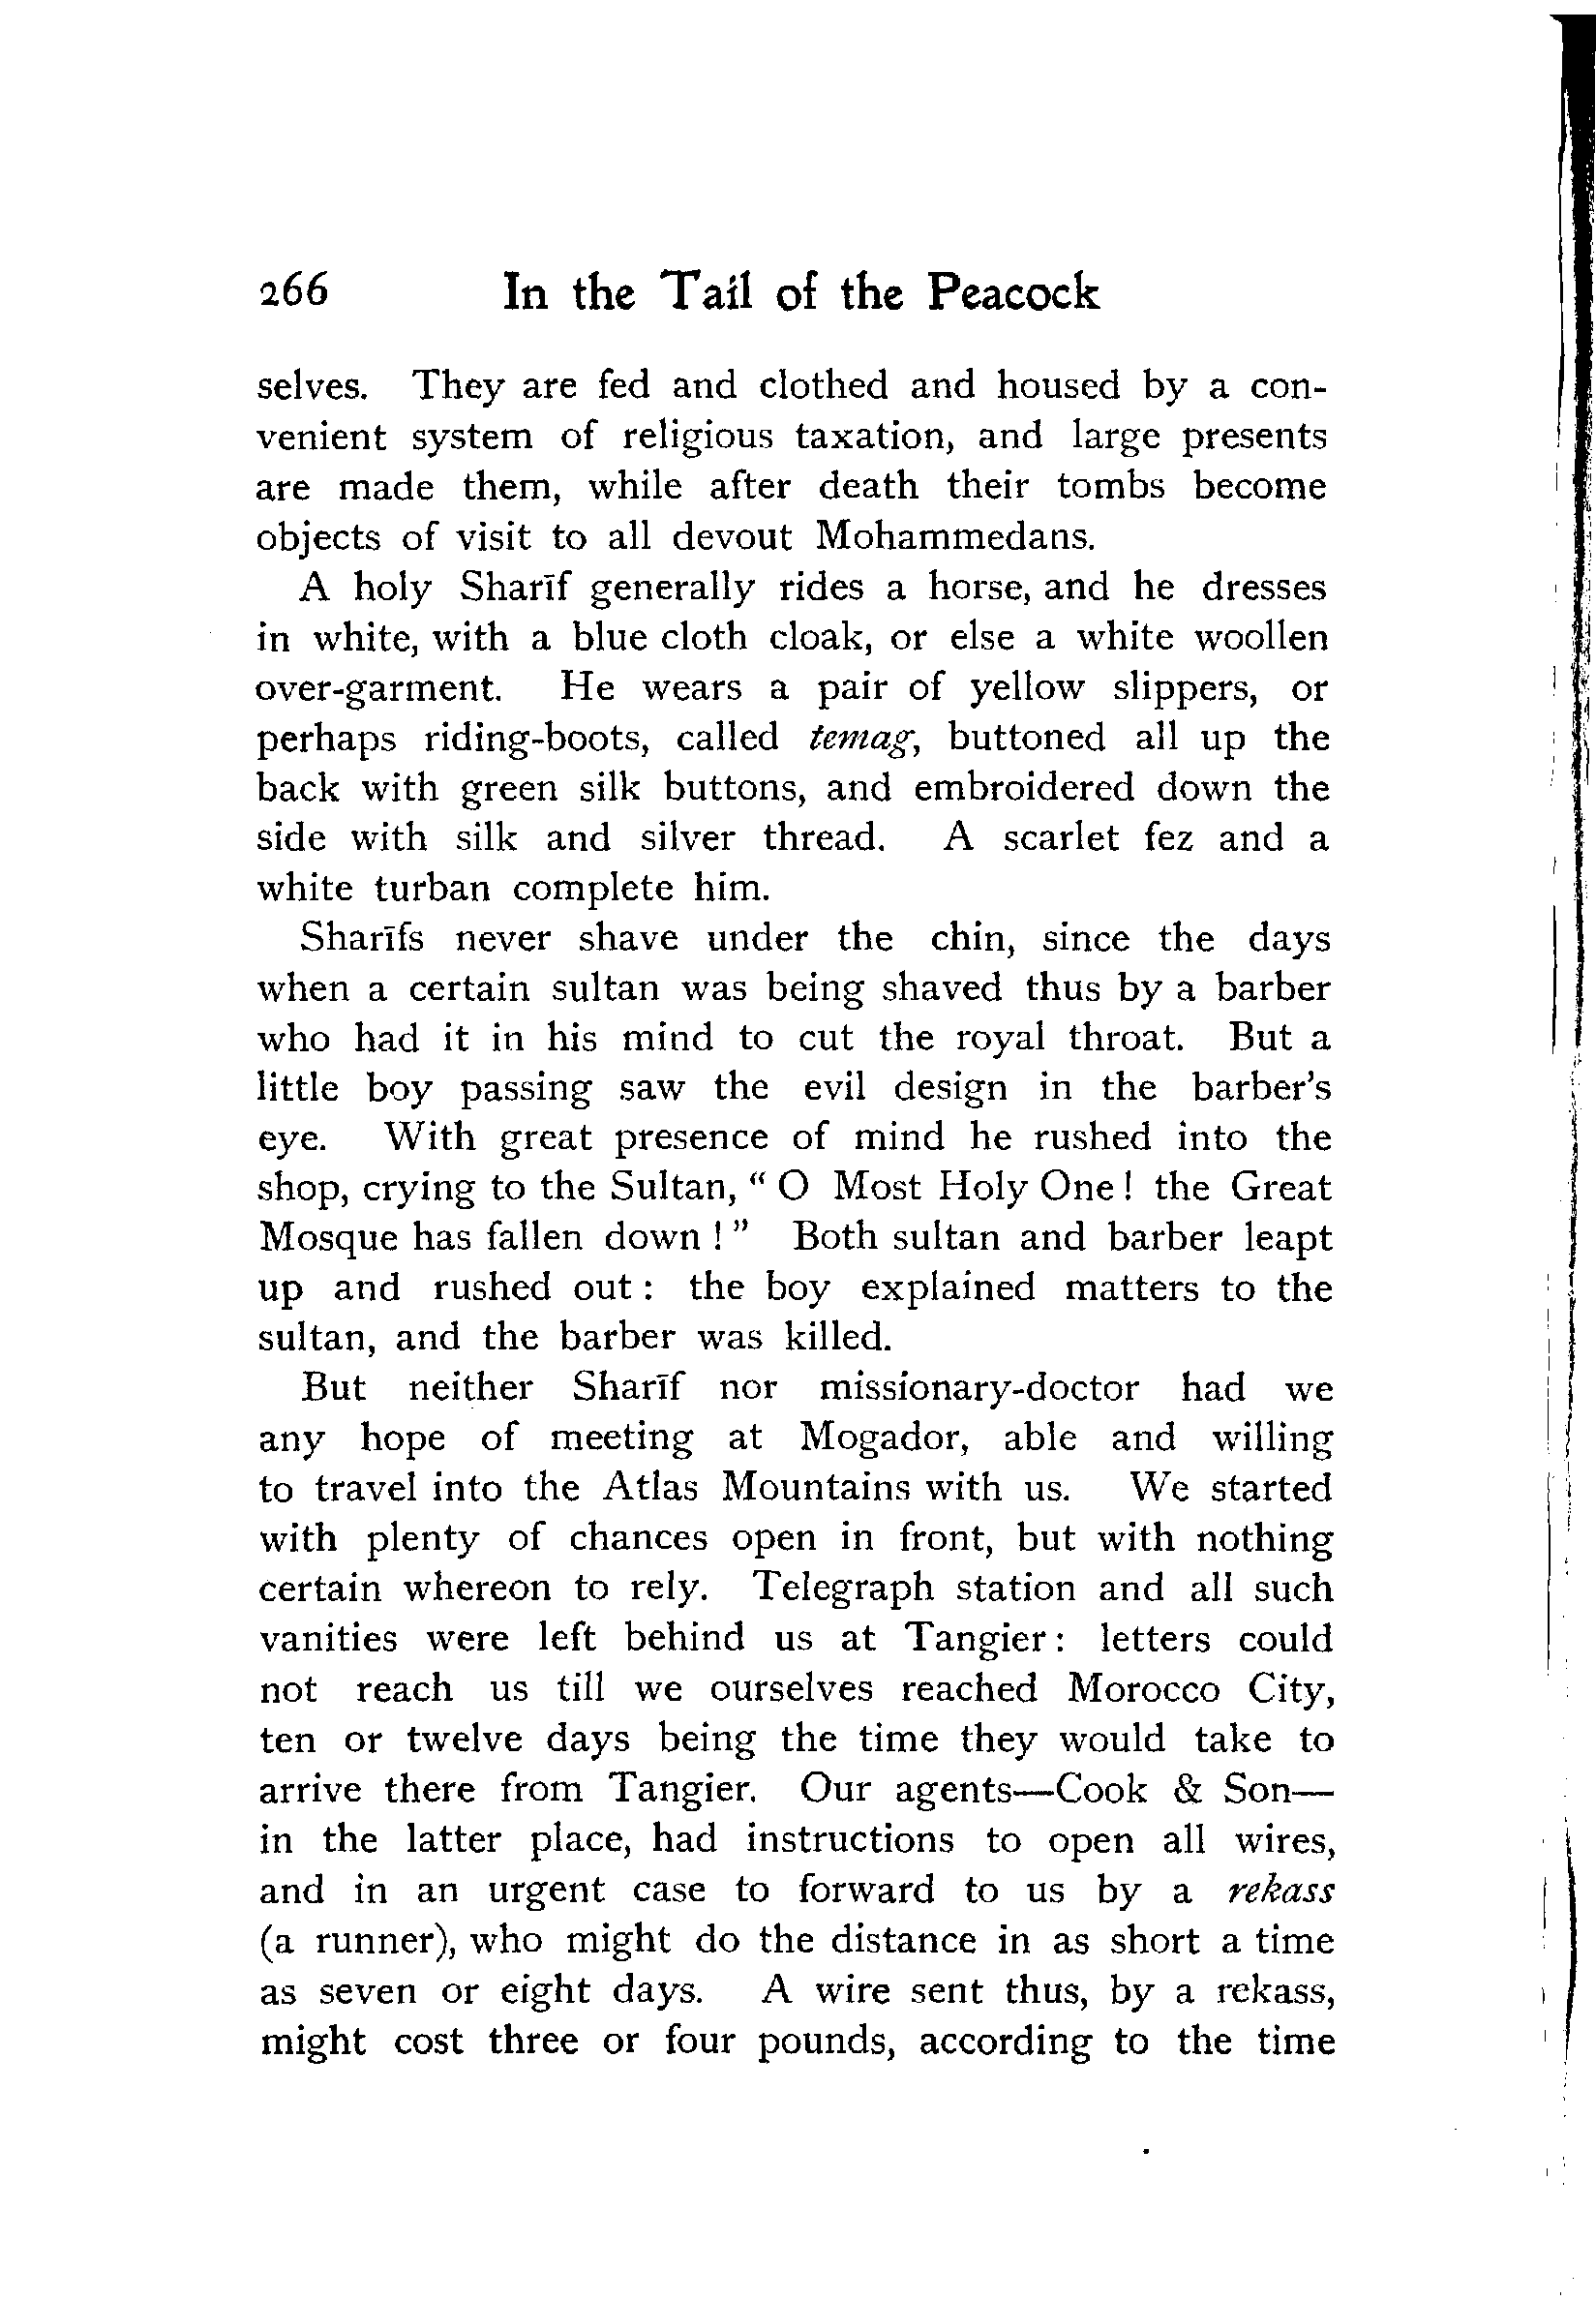 266 In the Tail of the Peacock
selves. They are fed and clothed and housed by a con-
venient system of religious taxation, and large presents
are made them, while after death their tombs become
objects of visit to all devout Mohammedans.
A holy Sharīf generally rides a horse, and he dresses
in white, with a blue cloth cloak, or else a white woollen
over-garment. He wears a pair of yellow slippers, or
perhaps riding-boots, called temag, buttoned all up the
back with green silk buttons, and embroidered down the
side with silk and silver thread. A scarlet fez and a
white turban complete him.
Sharīfs never shave under the chin, since the days
when a certain sultan was being shaved thus by a barber
who had it in his mind to cut the royal throat. But a
little boy passing saw the evil design in the barber's
eye. With great presence of mind he rushed into the
shop, crying to the Sultan, “ O Most Holy One ! the Great
Mosque has fallen down ! ” Both sultan and barber leapt
up and rushed out : the boy explained matters to the
sultan, and the barber was killed.
But neither Sharīf nor missionary-doctor had we
any hope of meeting at Mogador, able and willing
to travel into the Atlas Mountains with us. We started
with plenty of chances open in front, but with nothing
certain whereon to rely. Telegraph station and all such
vanities were left behind us at Tangier : letters could
not reach us till we ourselves reached Morocco City,
ten or twelve days being the time they would take to
arrive there from Tangier. Our agents—Cook & Son—
in the latter place, had instructions to open all wires,
and in an urgent case to forward to us by a rekass
(a runner), who might do the distance in as short a time
as seven or eight days. A wire sent thus, by a rekass,
might cost three or four pounds, according to the time